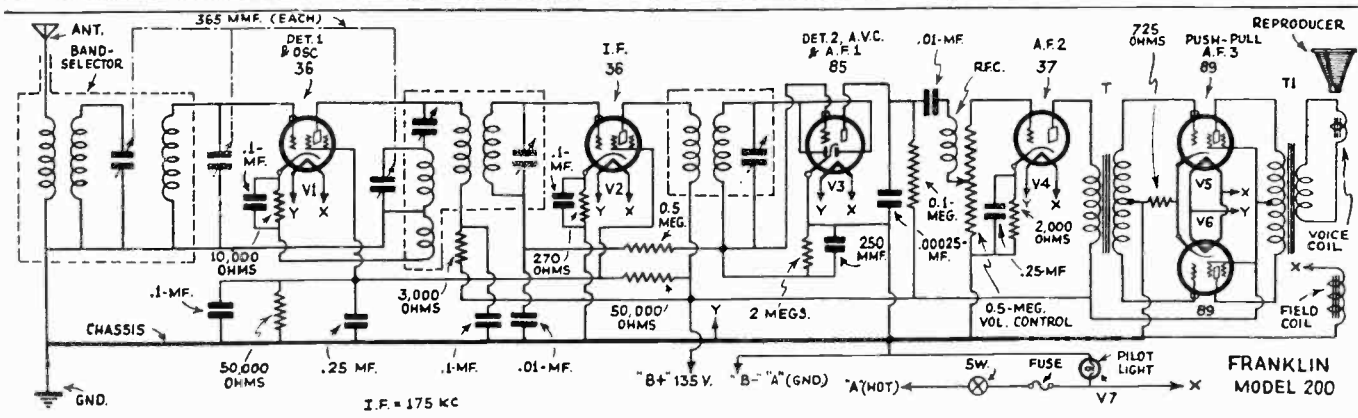 ANT.
BAND-
SELECTOR
365 MMF. (EACH)
DET.1
& OSC
36
I.F.
36
DET.2, A.V.C.
& A.F.1
85
.01-MF.
R.F.C.
A.F.2
37
T
725
OHMS
PUSH-PULL
A.F.3
89
REPRODUCER
T1
.1-MF.
V1
Y
X
.1-MF.
V2
Y
X
0.5
MEG.
V3
Y
X
0.1-
MEG.
.00025-
MF.
V4
Y
X
2,000
OHMS
.25-MF
V5
X
Y
V6
89
VOICE
COIL
X
FIELD
COIL
10,000
OHMS
.1-MF.
3,000
OHMS
270
OHMS
50,000
OHMS
250
MMF.
2 MEGS.
0.5-MEG.
VOL. CONTROL
CHASSIS
50,000
OHMS
.25 MF.
.1-MF.
.01-MF.
Y
"B+" 135 V.
"B-" "A" (GND.)
"A" (HOT)
SW.
FUSE
PILOT
LIGHT
V7
X
GND.
I.F. = 175 KC
FRANKLIN
MODEL 200